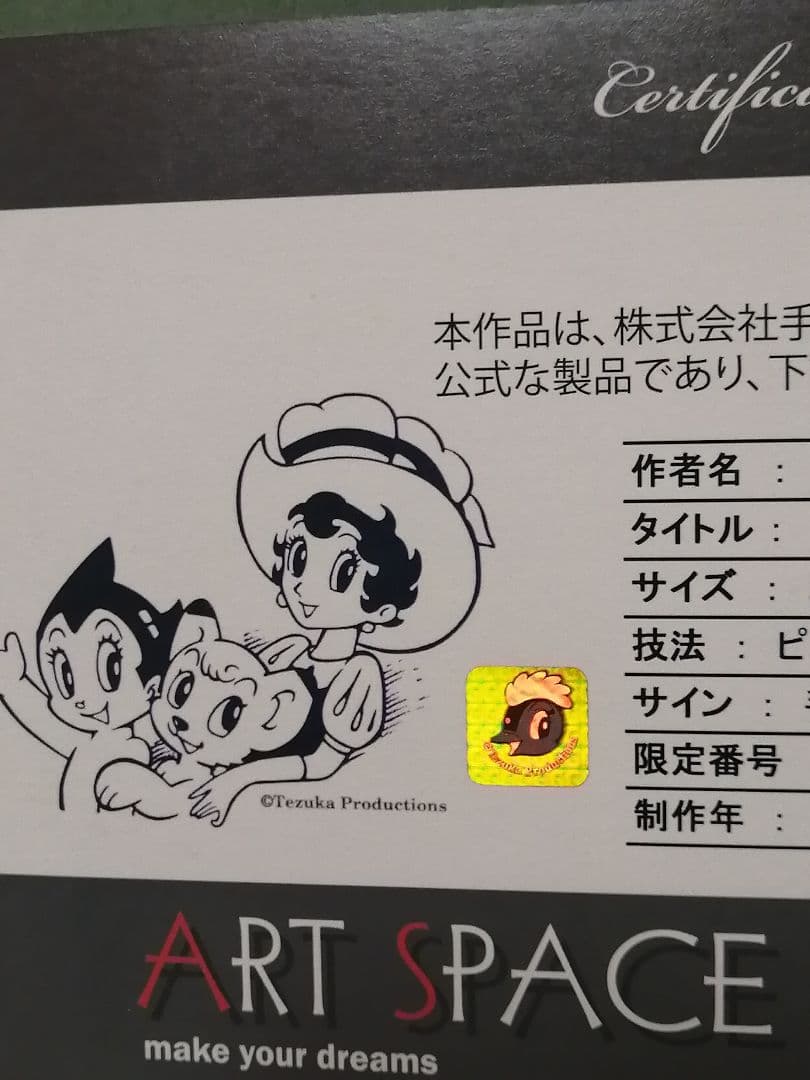 Certific
本作品は、株式会社手
公式な製品であり、下
作者名 :
タイトル :
サイズ :
技法 : ピ
サイン :
限定番号
制作年 :
©Tezuka Productions
©Tezuka Productions
ART SPACE
make your dreams